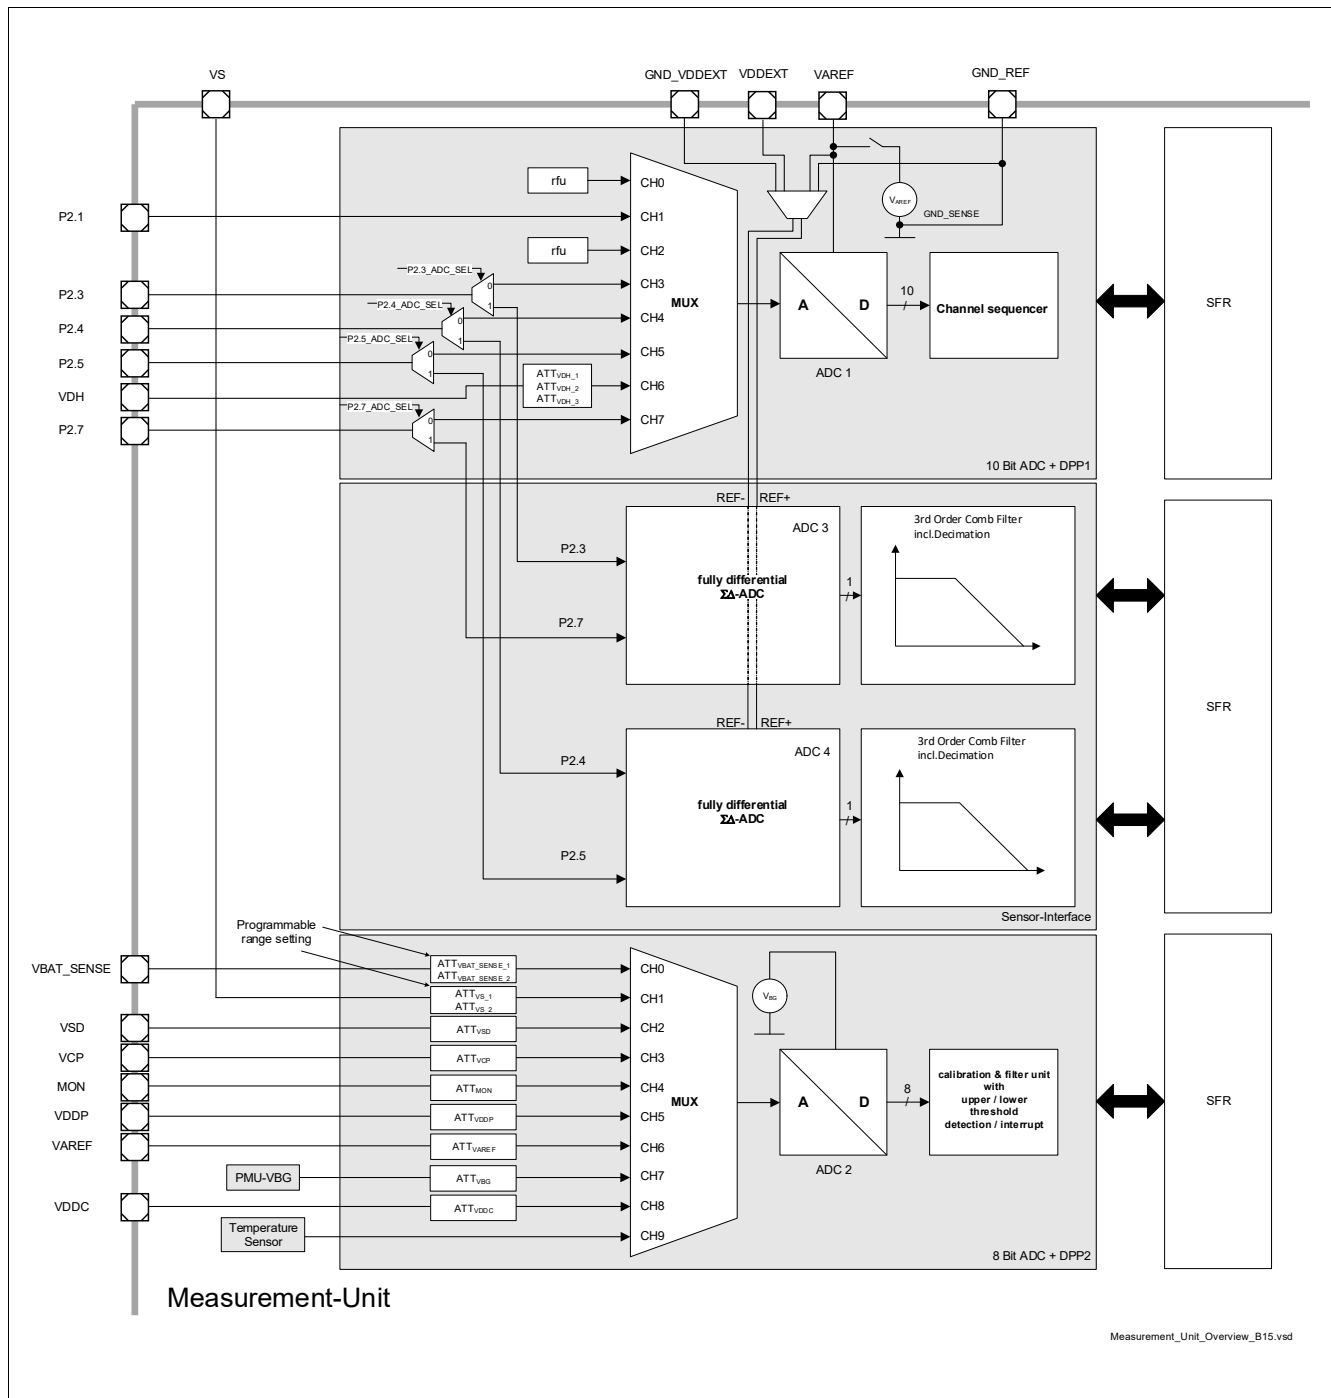 VS
GND_VDDEXT
VDDEXT
VAREF
GND_REF
P2.1
P2.3
P2.4
P2.5
VDH
P2.7
rfu
rfu
P2.3_ADC_SEL
P2.4_ADC_SEL
P2.5_ADC_SEL
P2.7_ADC_SEL
0
1
0
1
0
1
0
1
ATTVDH_1
ATTVDH_2
ATTVDH_3
CH0
CH1
CH2
CH3
CH4
CH5
CH6
CH7
MUX
VAREF
GND_SENSE
A
D
ADC 1
10
Channel sequencer
10 Bit ADC + DPP1
SFR
REF-
REF+
P2.3
P2.7
ADC 3
fully differential
ΣΔ-ADC
1
3rd Order Comb Filter
incl.Decimation
REF-
REF+
P2.4
P2.5
ADC 4
fully differential
ΣΔ-ADC
1
3rd Order Comb Filter
incl.Decimation
Sensor-Interface
SFR
Programmable
range setting
VBAT_SENSE
VSD
VCP
MON
VDDP
VAREF
PMU-VBG
VDDC
Temperature
Sensor
ATTVBAT_SENSE_1
ATTVBAT_SENSE_2
ATTVS_1
ATTVS_2
ATTVSD
ATTVCP
ATTMON
ATTVDDP
ATTVAREF
ATTVBG
ATTVDDC
CH0
CH1
CH2
CH3
CH4
CH5
CH6
CH7
CH8
CH9
MUX
VBG
A
D
ADC 2
8
calibration & filter unit
with
upper / lower
threshold
detection / interrupt
8 Bit ADC + DPP2
SFR
Measurement-Unit
Measurement_Unit_Overview_B15.vsd